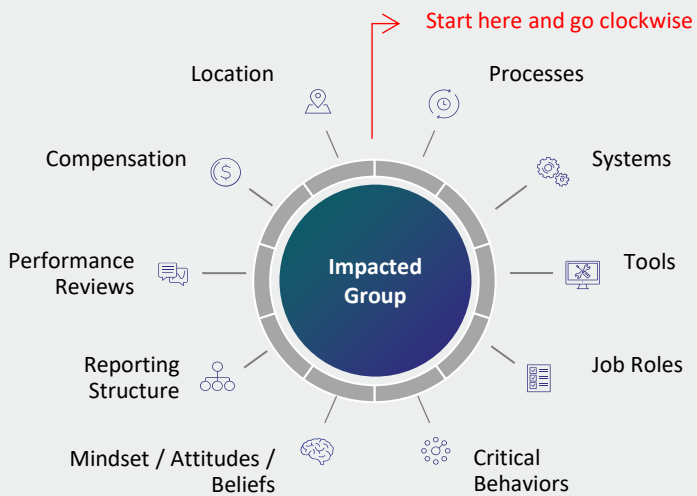 Start here and go clockwise
Processes
Systems
Tools
Job Roles
Critical
Behaviors
Mindset / Attitudes /
Beliefs
Reporting
Structure
Performance
Reviews
Compensation
Location
Impacted
Group